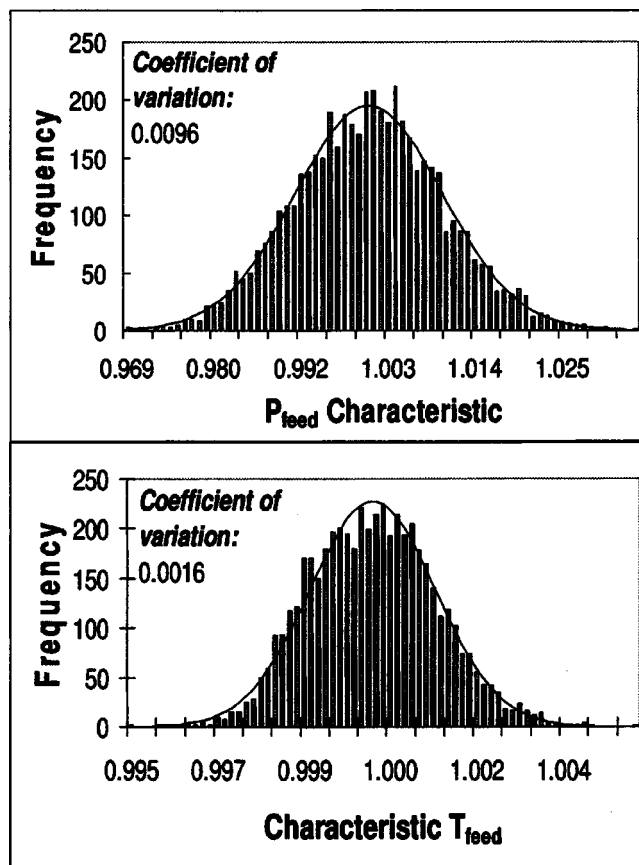 250
Coefficient of
variation:
200
0.0096
150
100
50
0
Frequency
0.969 0.980 0.992 1.003 1.014 1.025
Pfeed Characteristic
250
Coefficient of
variation:
200
0.0016
150
100
50
0
Frequency
0.995 0.997 0.999 1.000 1.002 1.004
Characteristic Tfeed